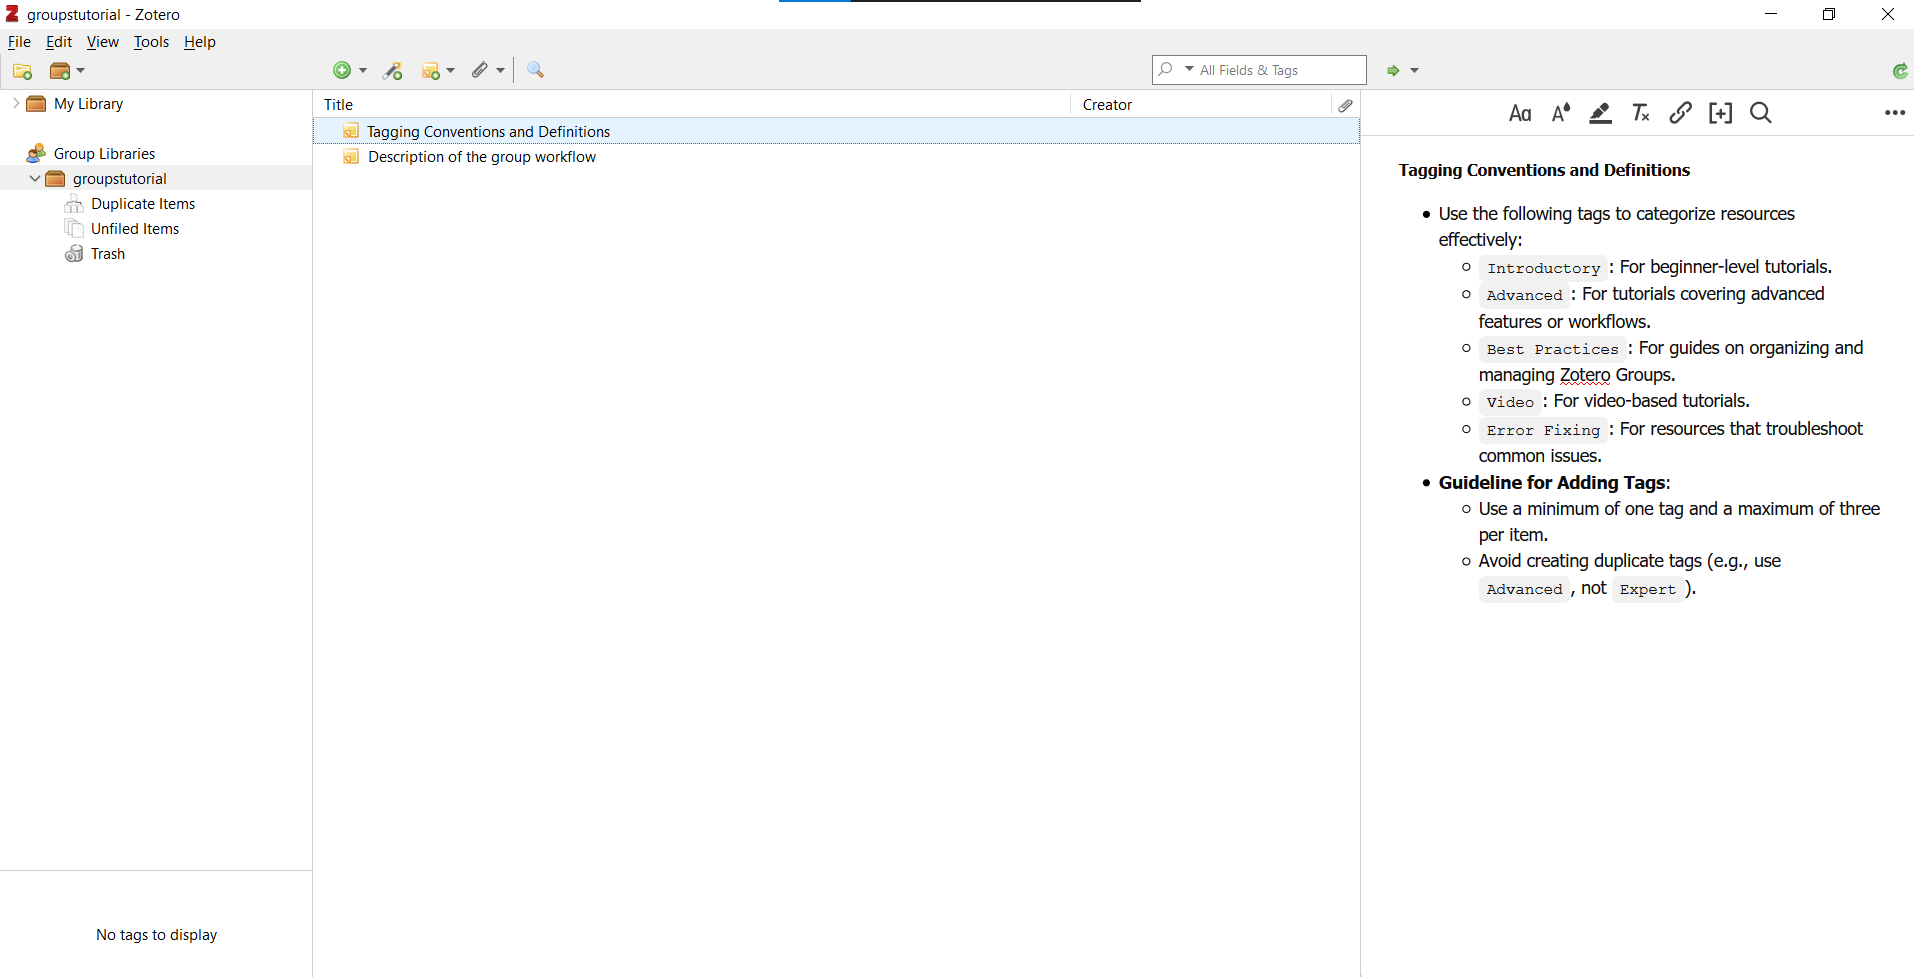 groupstutorial - Zotero
File Edit View Tools Help
All Fields & Tags
My Library
Group Libraries
groupstutorial
Duplicate Items
Unfiled Items
Trash
No tags to display
Title Creator
Tagging Conventions and Definitions
Description of the group workflow
Aa A Tx [+]
Tagging Conventions and Definitions
• Use the following tags to categorize resources
effectively:
○ Introductory : For beginner-level tutorials.
○ Advanced : For tutorials covering advanced
features or workflows.
○ Best Practices : For guides on organizing and
managing Zotero Groups.
○ Video : For video-based tutorials.
○ Error Fixing : For resources that troubleshoot
common issues.
• Guideline for Adding Tags:
○ Use a minimum of one tag and a maximum of three
per item.
○ Avoid creating duplicate tags (e.g., use
Advanced , not Expert ).